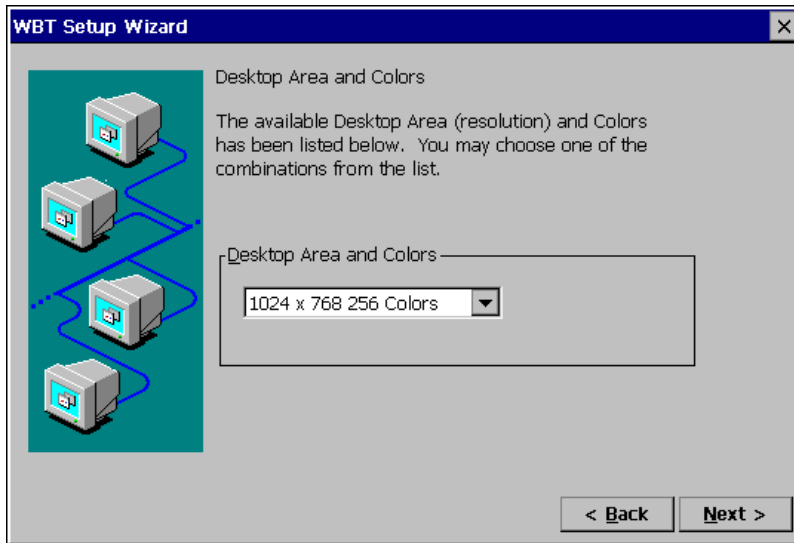 WBT Setup Wizard
Desktop Area and Colors
The available Desktop Area (resolution) and Colors
has been listed below.  You may choose one of the
combinations from the list.
Desktop Area and Colors
1024 x 768 256 Colors
< Back
Next >